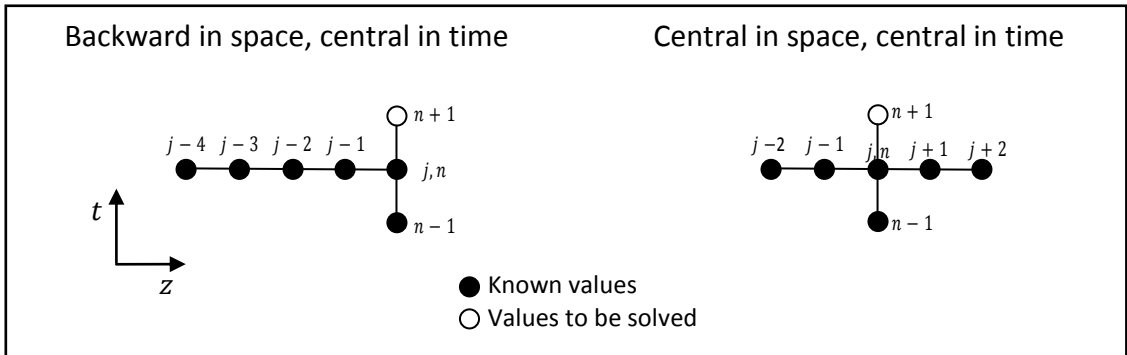 Backward in space, central in time
Central in space, central in time
n + 1
n + 1
j − 4 j − 3 j − 2 j − 1
j, n
n − 1
j −2 j − 1 j, n j + 1 j + 2
n − 1
t
z
Known values
Values to be solved